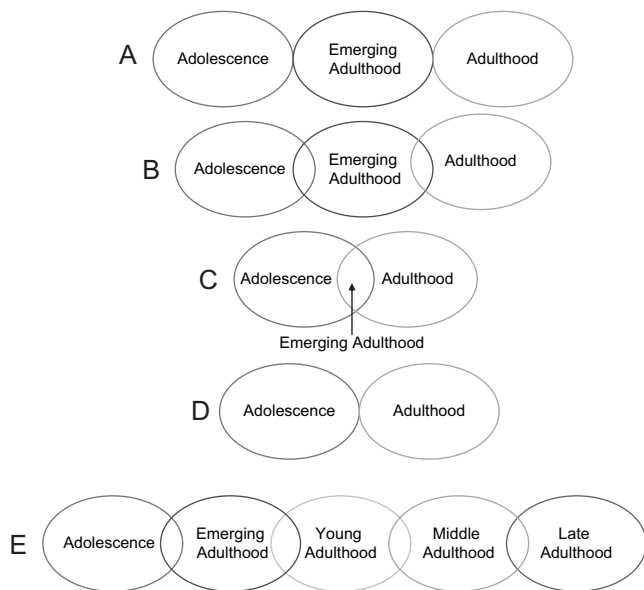 A
Adolescence
Emerging
Adulthood
Adulthood
B
Adolescence
Emerging
Adulthood
Adulthood
C
Adolescence
Adulthood
Emerging Adulthood
D
Adolescence
Adulthood
E
Adolescence
Emerging
Adulthood
Young
Adulthood
Middle
Adulthood
Late
Adulthood